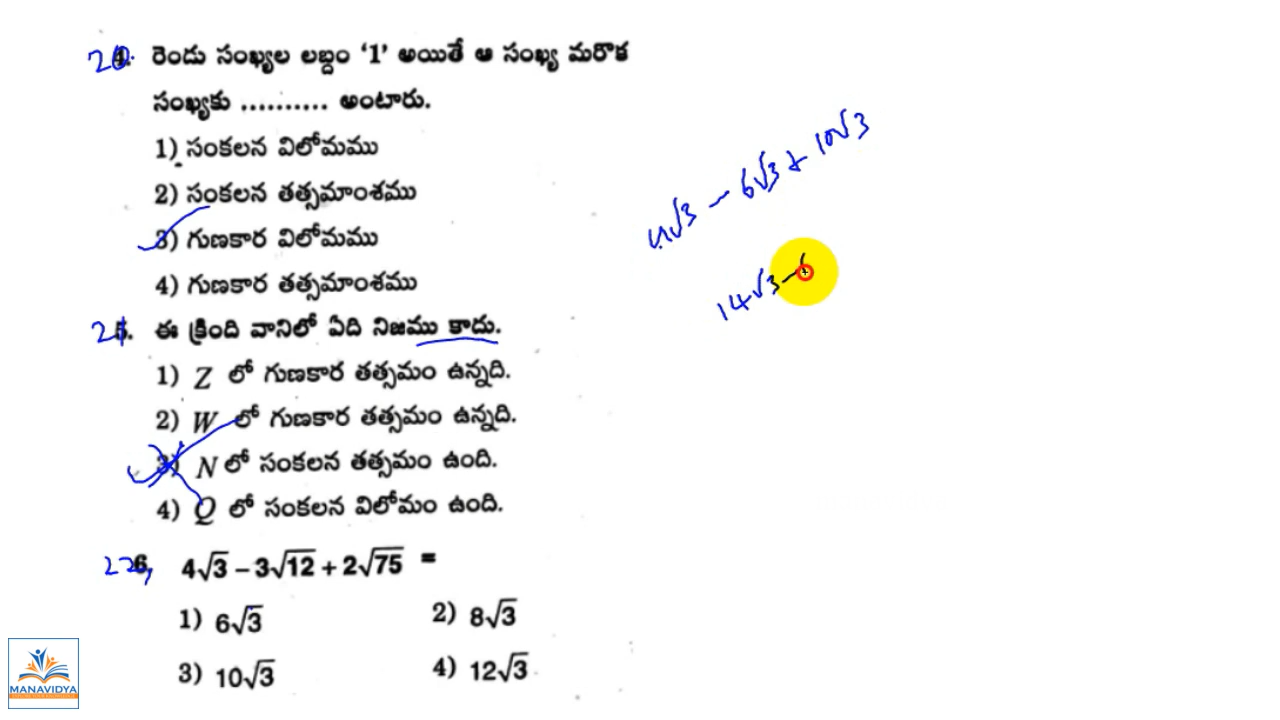 20. రెండు సంఖ్యల లబ్దం ‘1’ అయితే ఆ సంఖ్య మరొక
సంఖ్యకు .......... అంటారు.
1) సంకలన విలోమము
2) సంకలన తత్సమాంశము
3) గుణకార విలోమము
4) గుణకార తత్సమాంశము
21. ఈ క్రింది వానిలో ఏది నిజము కాదు.
1) Z లో గుణకార తత్సమం ఉన్నది.
2) W లో గుణకార తత్సమం ఉన్నది.
3) N లో సంకలన తత్సమం ఉంది.
4) Q లో సంకలన విలోమం ఉంది.
22, 4√3 – 3√12 + 2√75 =
1) 6√3 2) 8√3
3) 10√3 4) 12√3
4√3 – 6√3 + 10√3
14√3 – 6
MANAVIDYA